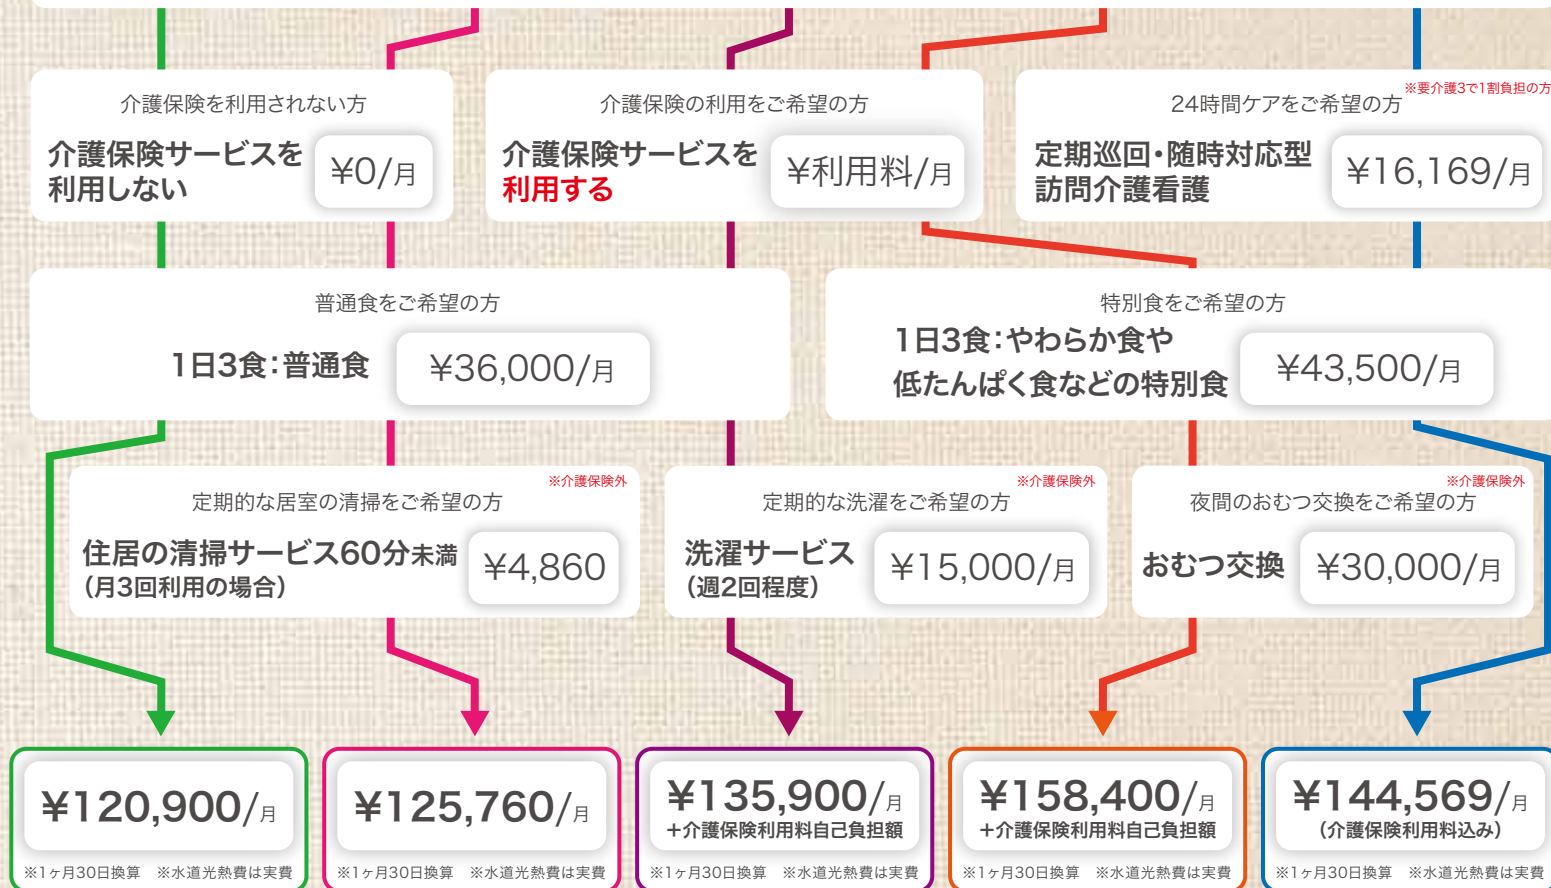 介護保険を利用されない方
介護保険サービスを
利用しない
¥0/月
介護保険の利用をご希望の方
介護保険サービスを
利用する
¥利用料/月
※要介護3で1割負担の方
24時間ケアをご希望の方
定期巡回・随時対応型
訪問介護看護
¥16,169/月
普通食をご希望の方
1日3食:普通食
¥36,000/月
特別食をご希望の方
1日3食:やわらか食や
低たんぱく食などの特別食
¥43,500/月
※介護保険外
定期的な居室の清掃をご希望の方
住居の清掃サービス60分未満
(月3回利用の場合)
¥4,860
※介護保険外
定期的な洗濯をご希望の方
洗濯サービス
(週2回程度)
¥15,000/月
※介護保険外
夜間のおむつ交換をご希望の方
おむつ交換
¥30,000/月
¥120,900/月
※1ヶ月30日換算 ※水道光熱費は実費
¥125,760/月
※1ヶ月30日換算 ※水道光熱費は実費
¥135,900/月
+介護保険利用料自己負担額
※1ヶ月30日換算 ※水道光熱費は実費
¥158,400/月
+介護保険利用料自己負担額
※1ヶ月30日換算 ※水道光熱費は実費
¥144,569/月
(介護保険利用料込み)
※1ヶ月30日換算 ※水道光熱費は実費